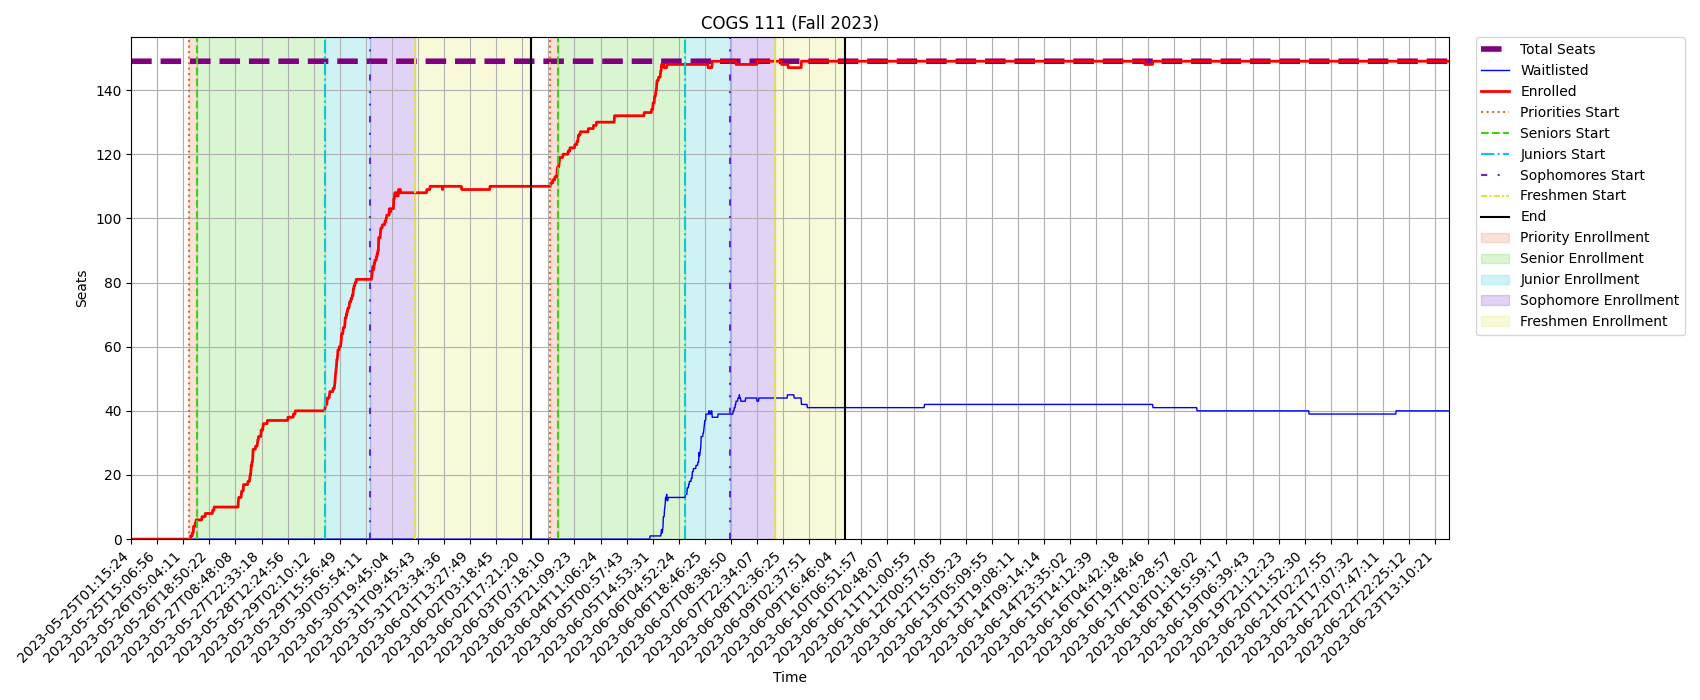 COGS 111 (Fall 2023)
Seats
140
120
100
80
60
40
20
0
2023-05-25T01:15:24
2023-05-25T15:06:56
2023-05-26T05:04:11
2023-05-26T18:50:22
2023-05-27T08:48:08
2023-05-27T22:33:18
2023-05-28T12:24:56
2023-05-29T02:10:12
2023-05-29T15:56:49
2023-05-30T05:54:11
2023-05-30T19:45:04
2023-05-31T09:45:43
2023-05-31T23:34:36
2023-06-01T13:27:49
2023-06-02T03:18:45
2023-06-02T17:21:20
2023-06-03T07:18:10
2023-06-03T21:09:23
2023-06-04T11:06:24
2023-06-05T00:57:43
2023-06-05T14:53:31
2023-06-06T04:52:24
2023-06-06T18:46:25
2023-06-07T08:38:50
2023-06-07T22:34:07
2023-06-08T12:36:25
2023-06-09T02:37:51
2023-06-09T16:46:04
2023-06-10T06:51:57
2023-06-10T20:48:07
2023-06-11T11:00:55
2023-06-12T00:57:05
2023-06-12T15:05:23
2023-06-13T05:09:55
2023-06-13T19:08:11
2023-06-14T09:14:14
2023-06-14T23:35:02
2023-06-15T14:12:39
2023-06-16T04:42:18
2023-06-16T19:48:46
2023-06-17T10:28:57
2023-06-18T01:18:02
2023-06-18T15:59:17
2023-06-19T06:39:43
2023-06-19T21:12:23
2023-06-20T11:52:30
2023-06-21T02:27:55
2023-06-21T17:07:32
2023-06-22T07:47:11
2023-06-22T22:25:12
2023-06-23T13:10:21
Time
Total Seats
Waitlisted
Enrolled
Priorities Start
Seniors Start
Juniors Start
Sophomores Start
Freshmen Start
End
Priority Enrollment
Senior Enrollment
Junior Enrollment
Sophomore Enrollment
Freshmen Enrollment